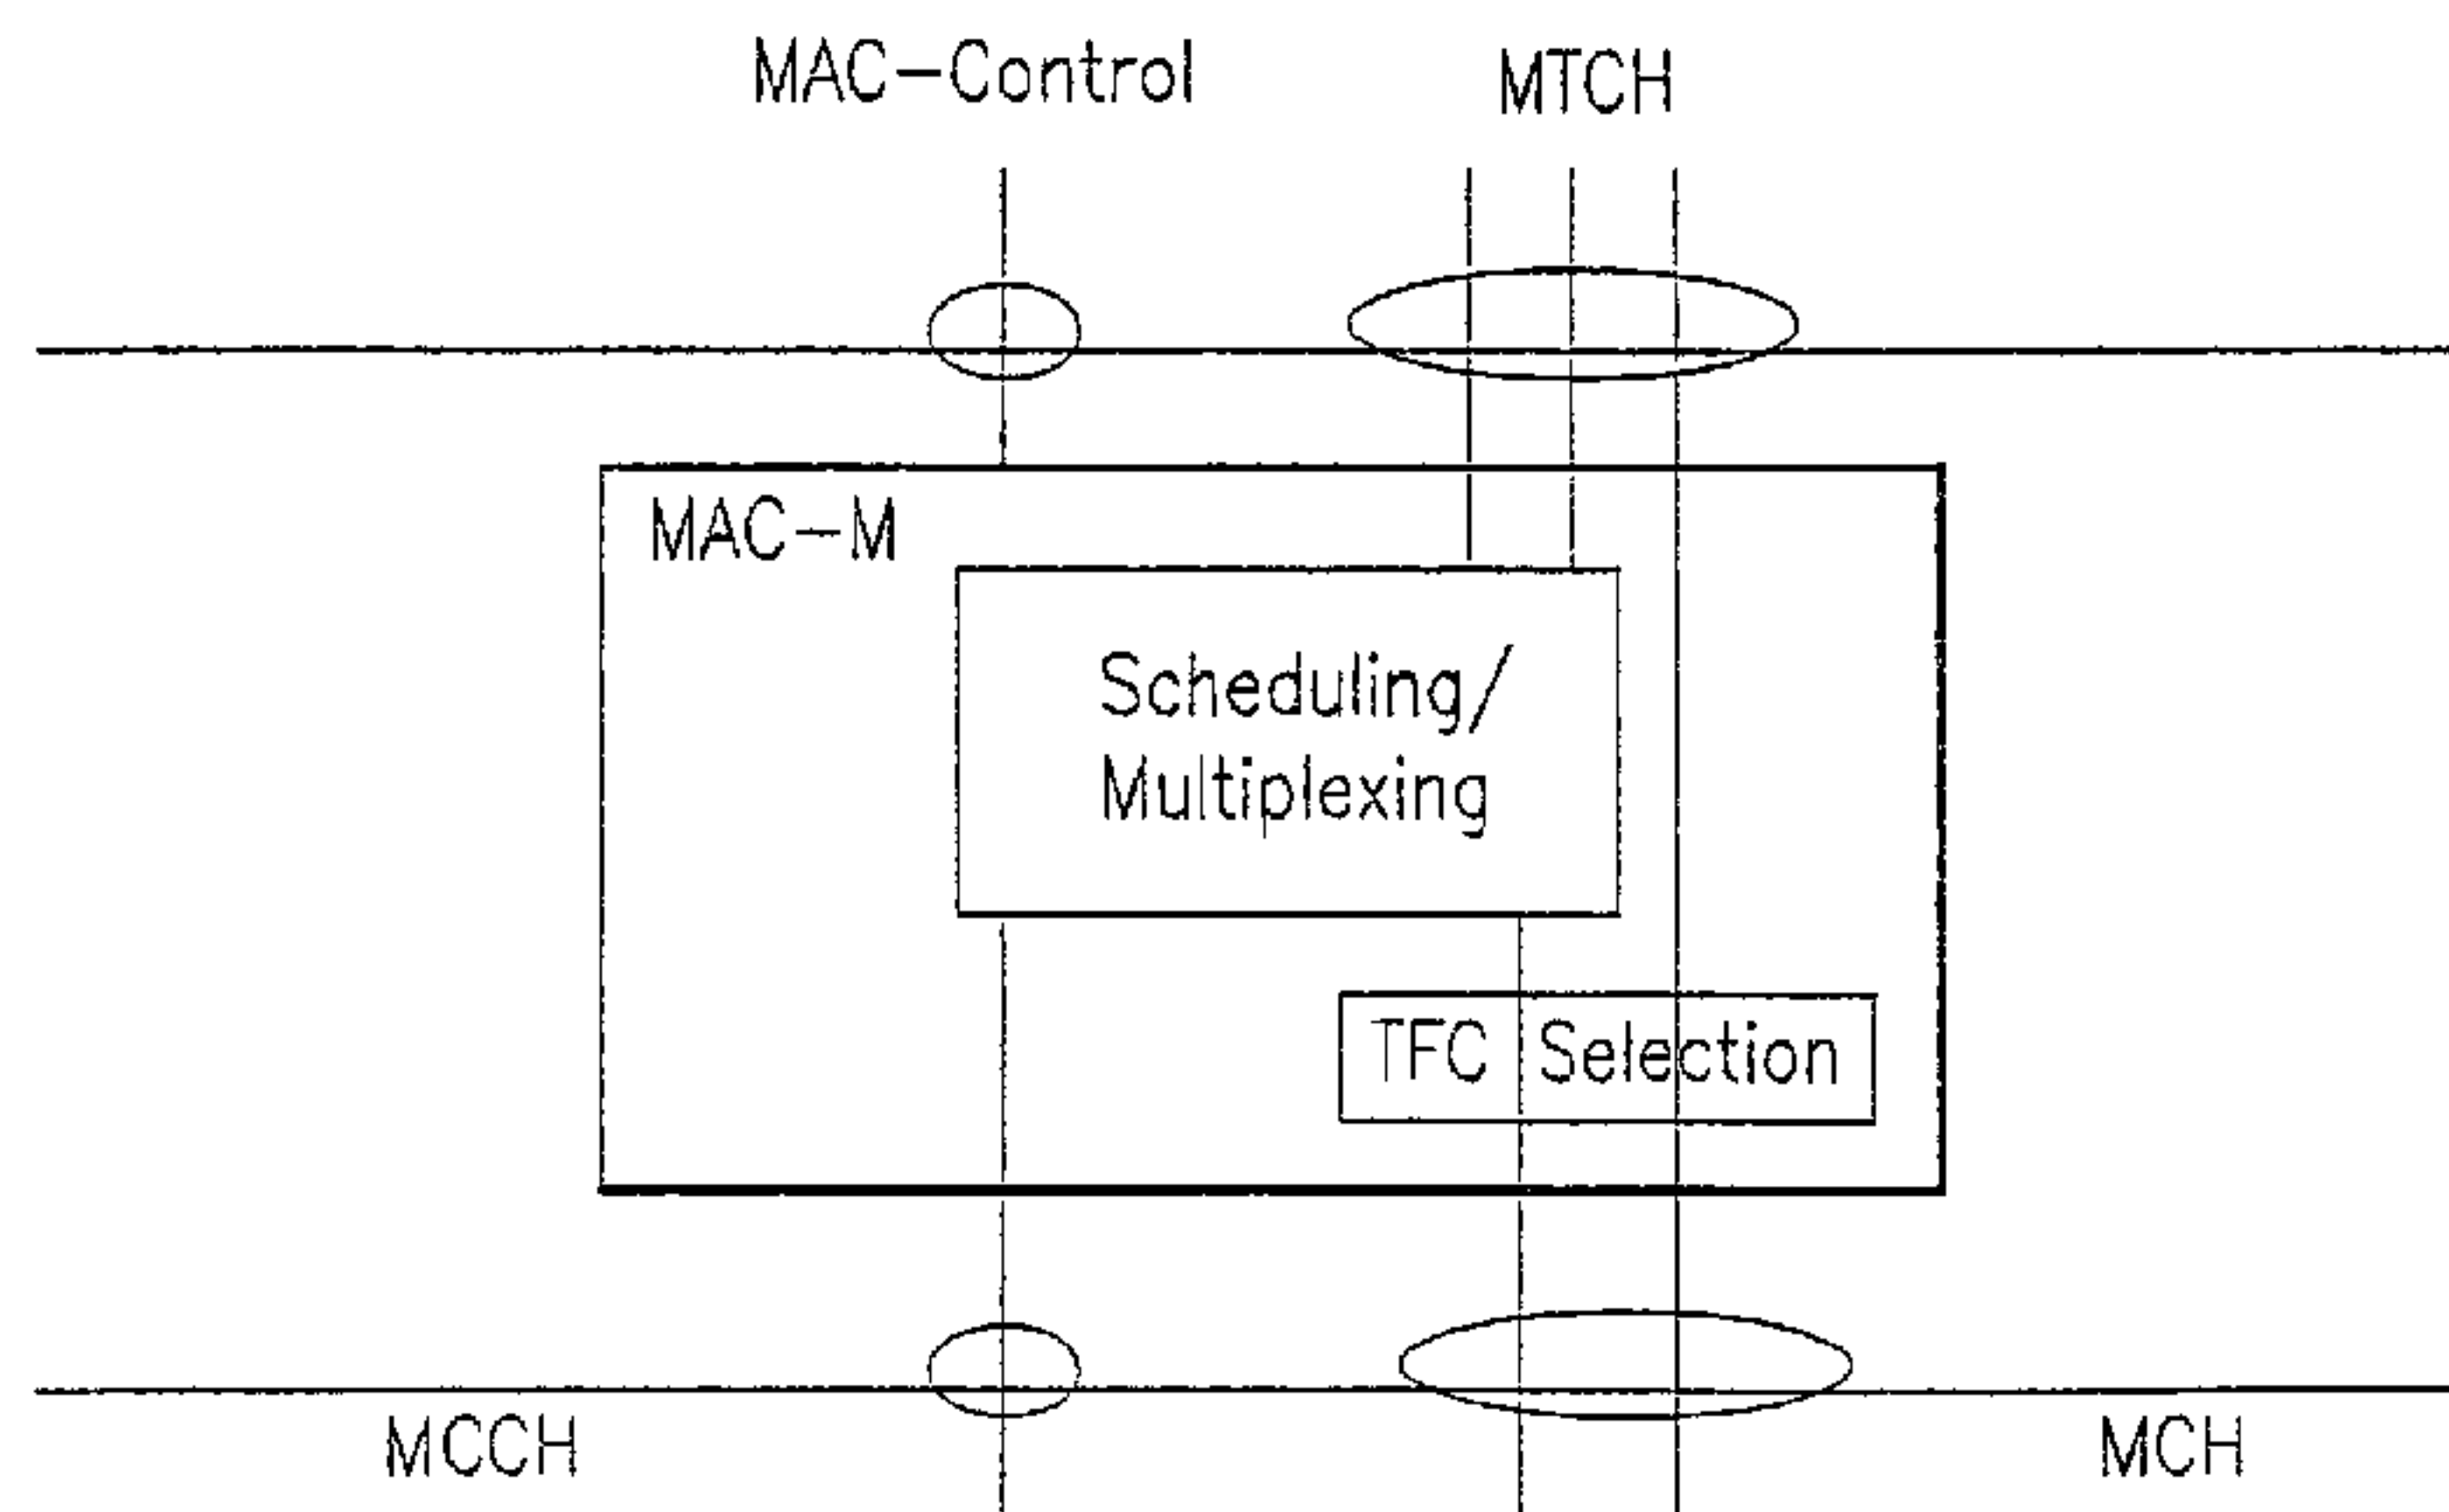 MAC-Control
MTCH
MAC-M
Scheduling/
Multiplexing
TFC Selection
MCCH
MCH